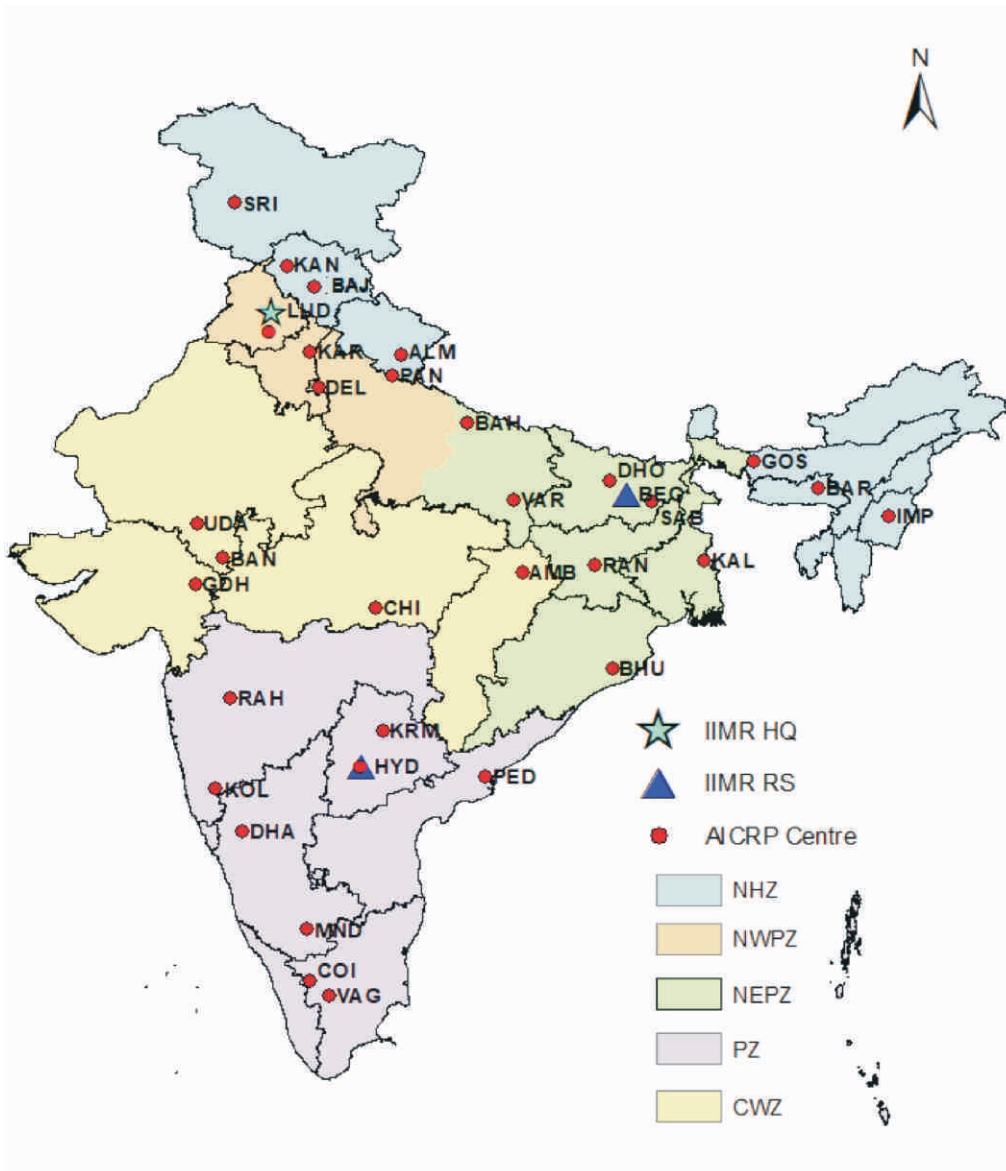 N
SRI
KAN
BAJ
LHD
KAR
ALM
PAN
DEL
BAH
DHO
GOS
BEG
BAR
VAR
SAB
IMP
UDA
BAN
RAN
KAL
AMB
GDH
CHI
BHU
RAH
KRM
IIMR HQ
HYD
PED
IIMR RS
KOL
DHA
AICRP Centre
NHZ
MND
NWPZ
COI
VAG
NEPZ
PZ
CWZ